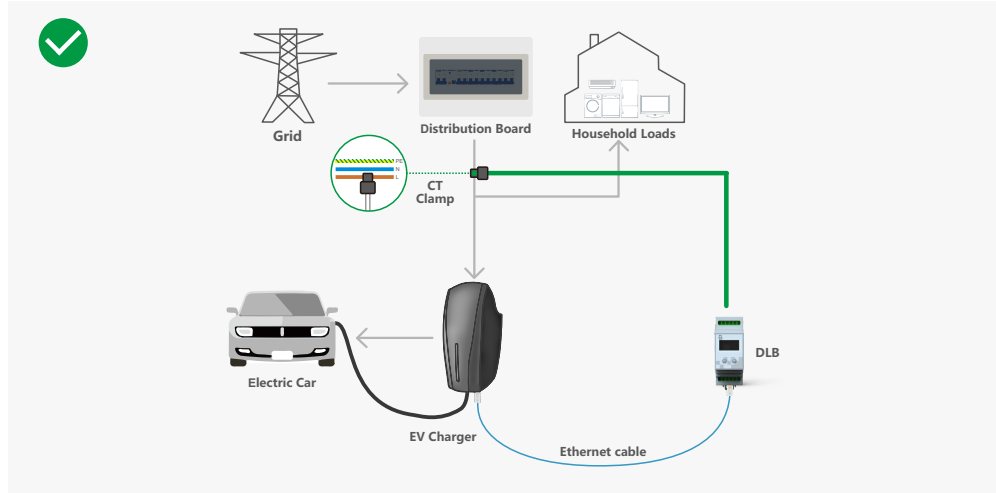 Grid
Distribution Board
Household Loads
PE
N
L
CT
Clamp
DLB
Electric Car
EV Charger
Ethernet cable